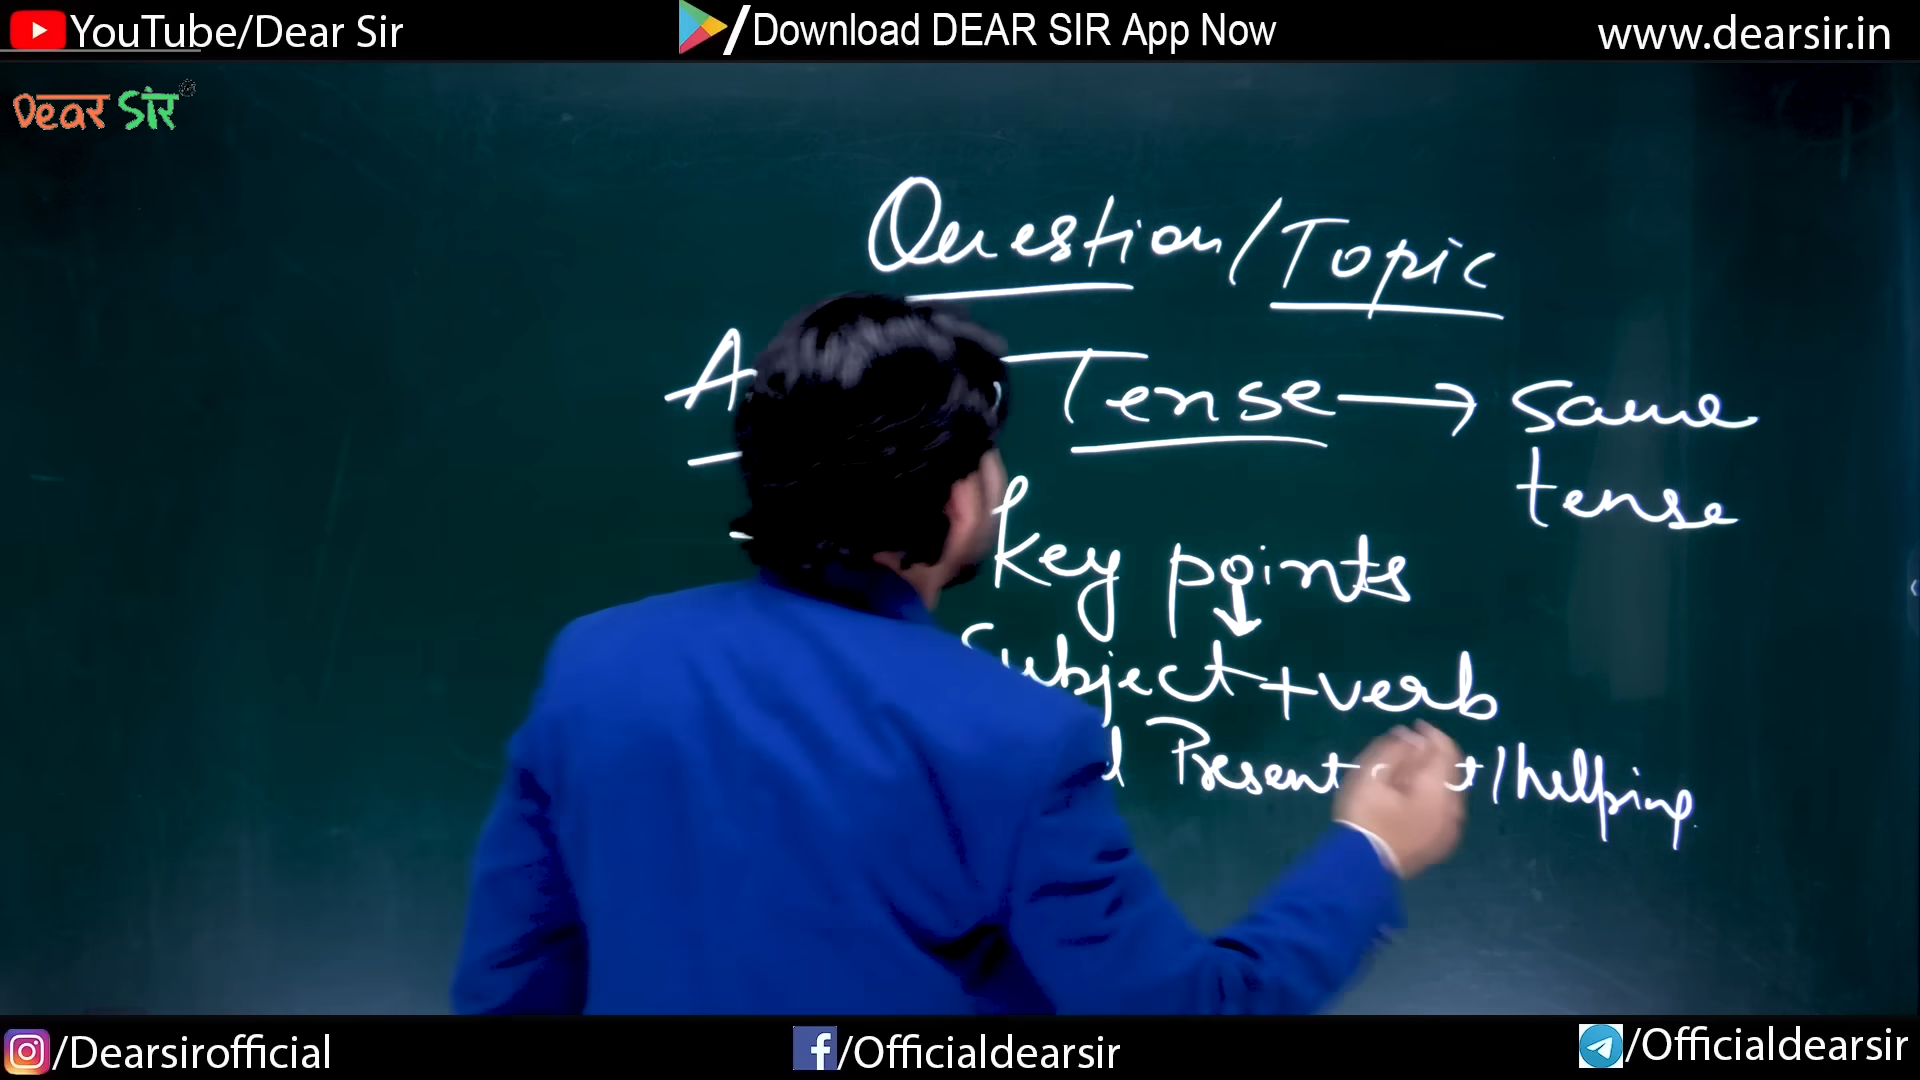 YouTube/Dear Sir
/Download DEAR SIR App Now
www.dearsir.in
Dear Sir
Question/Topic
A Tense → same
tense
key points
Subject + verb
Present /helping
/Dearsirofficial
/Officialdearsir
/Officialdearsir